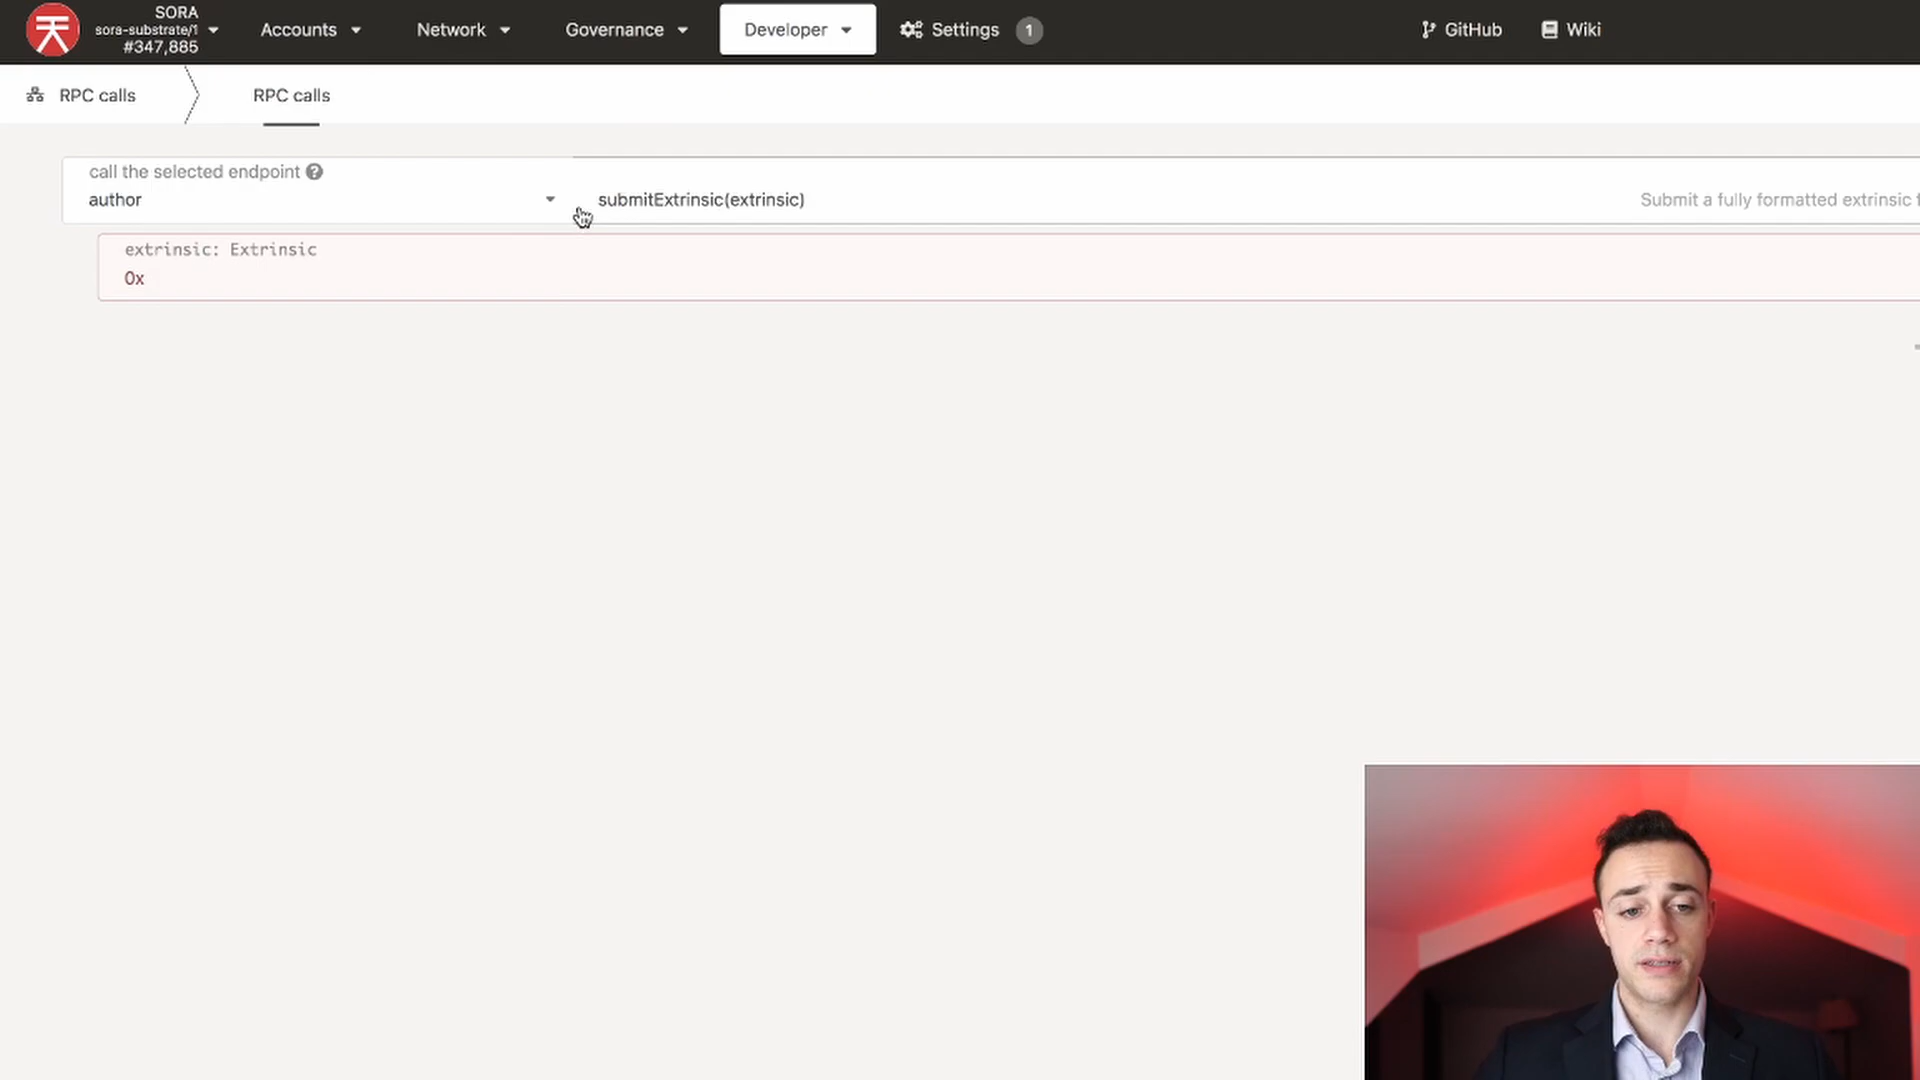 SORA
sora-substrate/1
#347,885
Accounts
Network
Governance
Developer
Settings 1
GitHub
Wiki
RPC calls
RPC calls
call the selected endpoint
author
submitExtrinsic(extrinsic)
Submit a fully formatted extrinsic
extrinsic: Extrinsic
0x